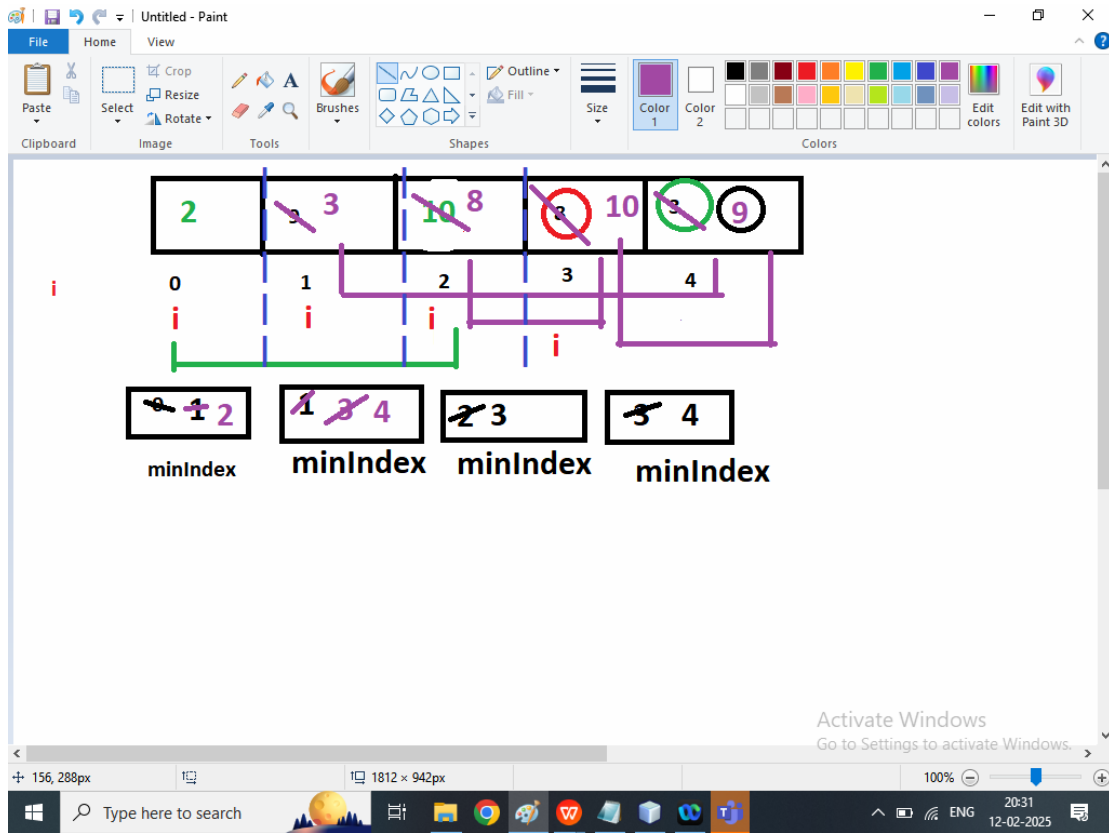 Untitled - Paint
File Home View
Paste
Select
Crop
Resize
Rotate
A
Brushes
Outline
Fill
Size
Color 1
Color 2
Edit colors
Edit with Paint 3D
Clipboard Image Tools Shapes Colors
2 9 3 10 8 10 3 9
0 1 2 3 4
i
i i i i
1 2 1 3 4 2 3 3 4
minIndex minIndex minIndex minIndex
Activate Windows
Go to Settings to activate Windows.
156, 288px 1812 × 942px 100%
Type here to search
ENG
20:31
12-02-2025